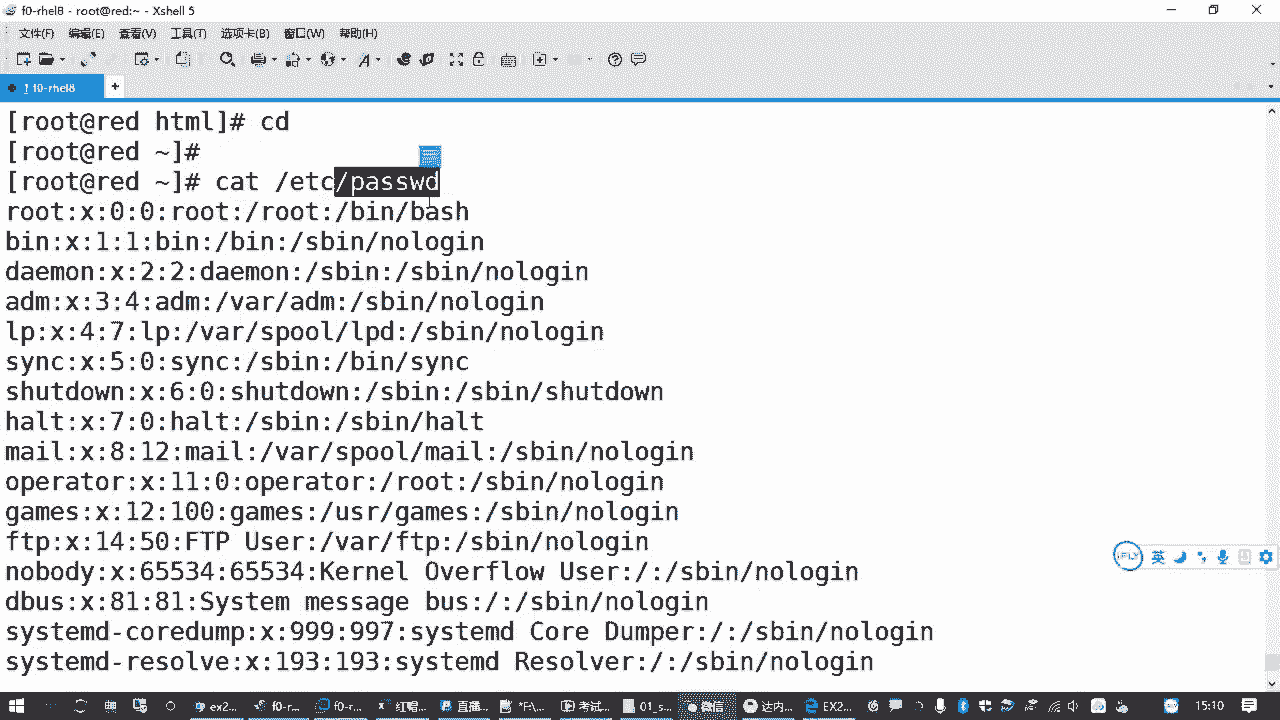 f0-rhel8 - root@red:~ - Xshell 5
文件(F) 编辑(E) 查看(V) 工具(T) 选项卡(B) 窗口(W) 帮助(H)
1 f0-rhel8 +
[root@red html]# cd
[root@red ~]#
[root@red ~]# cat /etc/passwd
root:x:0:0:root:/root:/bin/bash
bin:x:1:1:bin:/bin:/sbin/nologin
daemon:x:2:2:daemon:/sbin:/sbin/nologin
adm:x:3:4:adm:/var/adm:/sbin/nologin
lp:x:4:7:lp:/var/spool/lpd:/sbin/nologin
sync:x:5:0:sync:/sbin:/bin/sync
shutdown:x:6:0:shutdown:/sbin:/sbin/shutdown
halt:x:7:0:halt:/sbin:/sbin/halt
mail:x:8:12:mail:/var/spool/mail:/sbin/nologin
operator:x:11:0:operator:/root:/sbin/nologin
games:x:12:100:games:/usr/games:/sbin/nologin
ftp:x:14:50:FTP User:/var/ftp:/sbin/nologin
nobody:x:65534:65534:Kernel Overflow User:/:/sbin/nologin
英
dbus:x:81:81:System message bus:/:/sbin/nologin
systemd-coredump:x:999:997:systemd Core Dumper:/:/sbin/nologin
systemd-resolve:x:193:193:systemd Resolver:/:/sbin/nologin
ex2... f0-r... f0-r... 红帽... 直播... *F:\... 考试... 01_s... 微信 达内... EX2... 15:10